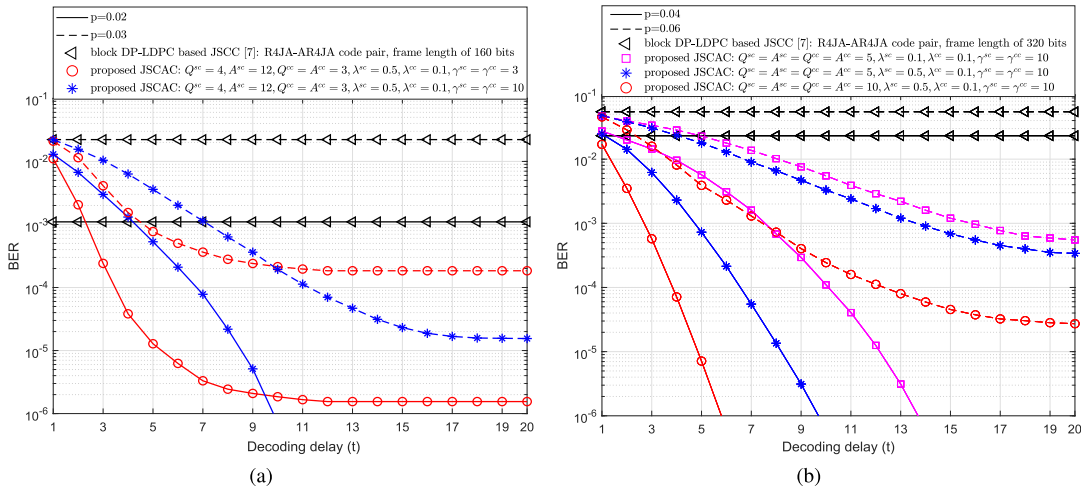 p=0.02
p=0.03
block DP-LDPC based JSCC [7]: R4JA-AR4JA code pair, frame length of 160 bits
proposed JSCAC: Q^{sc} = 4, A^{sc} = 12, Q^{cc} = A^{cc} = 3, λ^{sc} = 0.5, λ^{cc} = 0.1, γ^{sc} = γ^{cc} = 3
proposed JSCAC: Q^{sc} = 4, A^{sc} = 12, Q^{cc} = A^{cc} = 3, λ^{sc} = 0.5, λ^{cc} = 0.1, γ^{sc} = γ^{cc} = 10
10^{-1}
10^{-2}
10^{-3}
10^{-4}
10^{-5}
10^{-6}
BER
1 3 5 7 9 11 13 15 17 19 20
Decoding delay (t)
(a)
p=0.04
p=0.06
block DP-LDPC based JSCC [7]: R4JA-AR4JA code pair, frame length of 320 bits
proposed JSCAC: Q^{sc} = A^{sc} = Q^{cc} = A^{cc} = 5, λ^{sc} = 0.1, λ^{cc} = 0.1, γ^{sc} = γ^{cc} = 10
proposed JSCAC: Q^{sc} = A^{sc} = Q^{cc} = A^{cc} = 5, λ^{sc} = 0.5, λ^{cc} = 0.1, γ^{sc} = γ^{cc} = 10
proposed JSCAC: Q^{sc} = A^{sc} = Q^{cc} = A^{cc} = 10, λ^{sc} = 0.5, λ^{cc} = 0.1, γ^{sc} = γ^{cc} = 10
10^{-1}
10^{-2}
10^{-3}
10^{-4}
10^{-5}
10^{-6}
BER
1 3 5 7 9 11 13 15 17 19 20
Decoding delay (t)
(b)